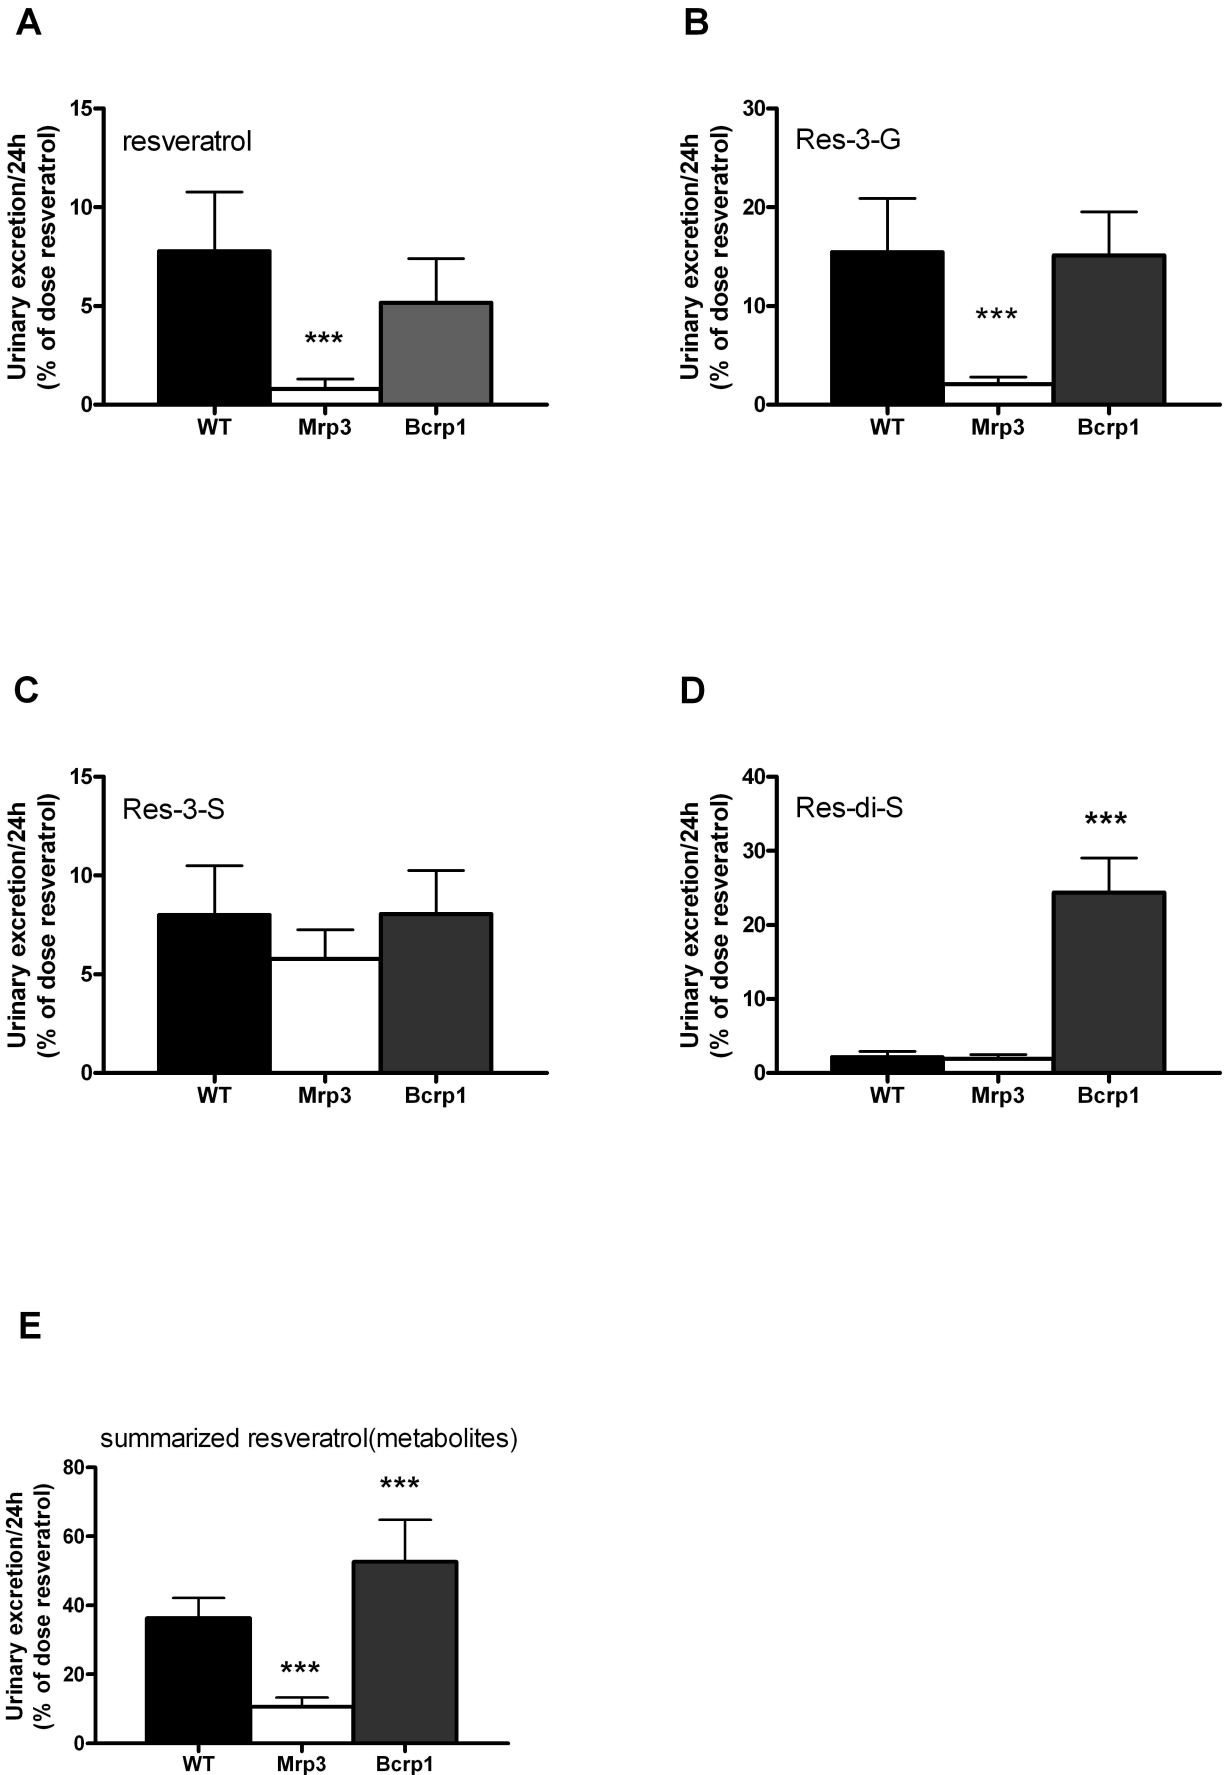 A
Urinary excretion/24h
(% of dose resveratrol)
resveratrol
15
10
5
0
***
WT Mrp3 Bcrp1
B
Urinary excretion/24h
(% of dose resveratrol)
Res-3-G
30
20
10
0
***
WT Mrp3 Bcrp1
C
Urinary excretion/24h
(% of dose resveratrol)
Res-3-S
15
10
5
0
WT Mrp3 Bcrp1
D
Urinary excretion/24h
(% of dose resveratrol)
Res-di-S
40
30
20
10
0
***
WT Mrp3 Bcrp1
E
summarized resveratrol(metabolites)
Urinary excretion/24h
(% of dose resveratrol)
80
60
40
20
0
***
***
WT Mrp3 Bcrp1